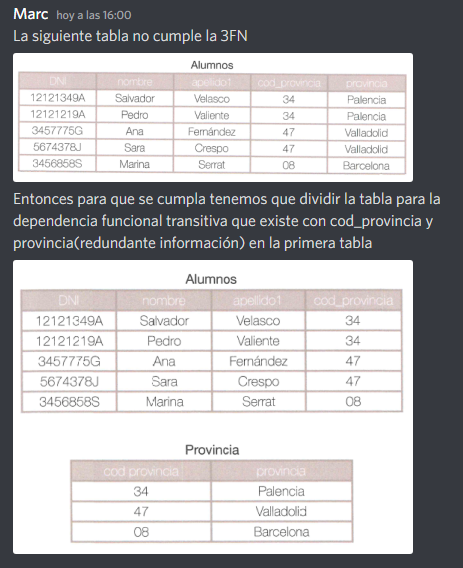 Marc hoy a las 16:00
La siguiente tabla no cumple la 3FN
Alumnos
DNI nombre apellido1 cod_provincia provincia
12121349A Salvador Velasco 34 Palencia
12121219A Pedro Valiente 34 Palencia
3457775G Ana Fernández 47 Valladolid
5674378J Sara Crespo 47 Valladolid
3456858S Marina Serrat 08 Barcelona
Entonces para que se cumpla tenemos que dividir la tabla para la
dependencia funcional transitiva que existe con cod_provincia y
provincia(redundante información) en la primera tabla
Alumnos
DNI nombre apellido1 cod_provincia
12121349A Salvador Velasco 34
12121219A Pedro Valiente 34
3457775G Ana Fernández 47
5674378J Sara Crespo 47
3456858S Marina Serrat 08
Provincia
cod provincia provincia
34 Palencia
47 Valladolid
08 Barcelona